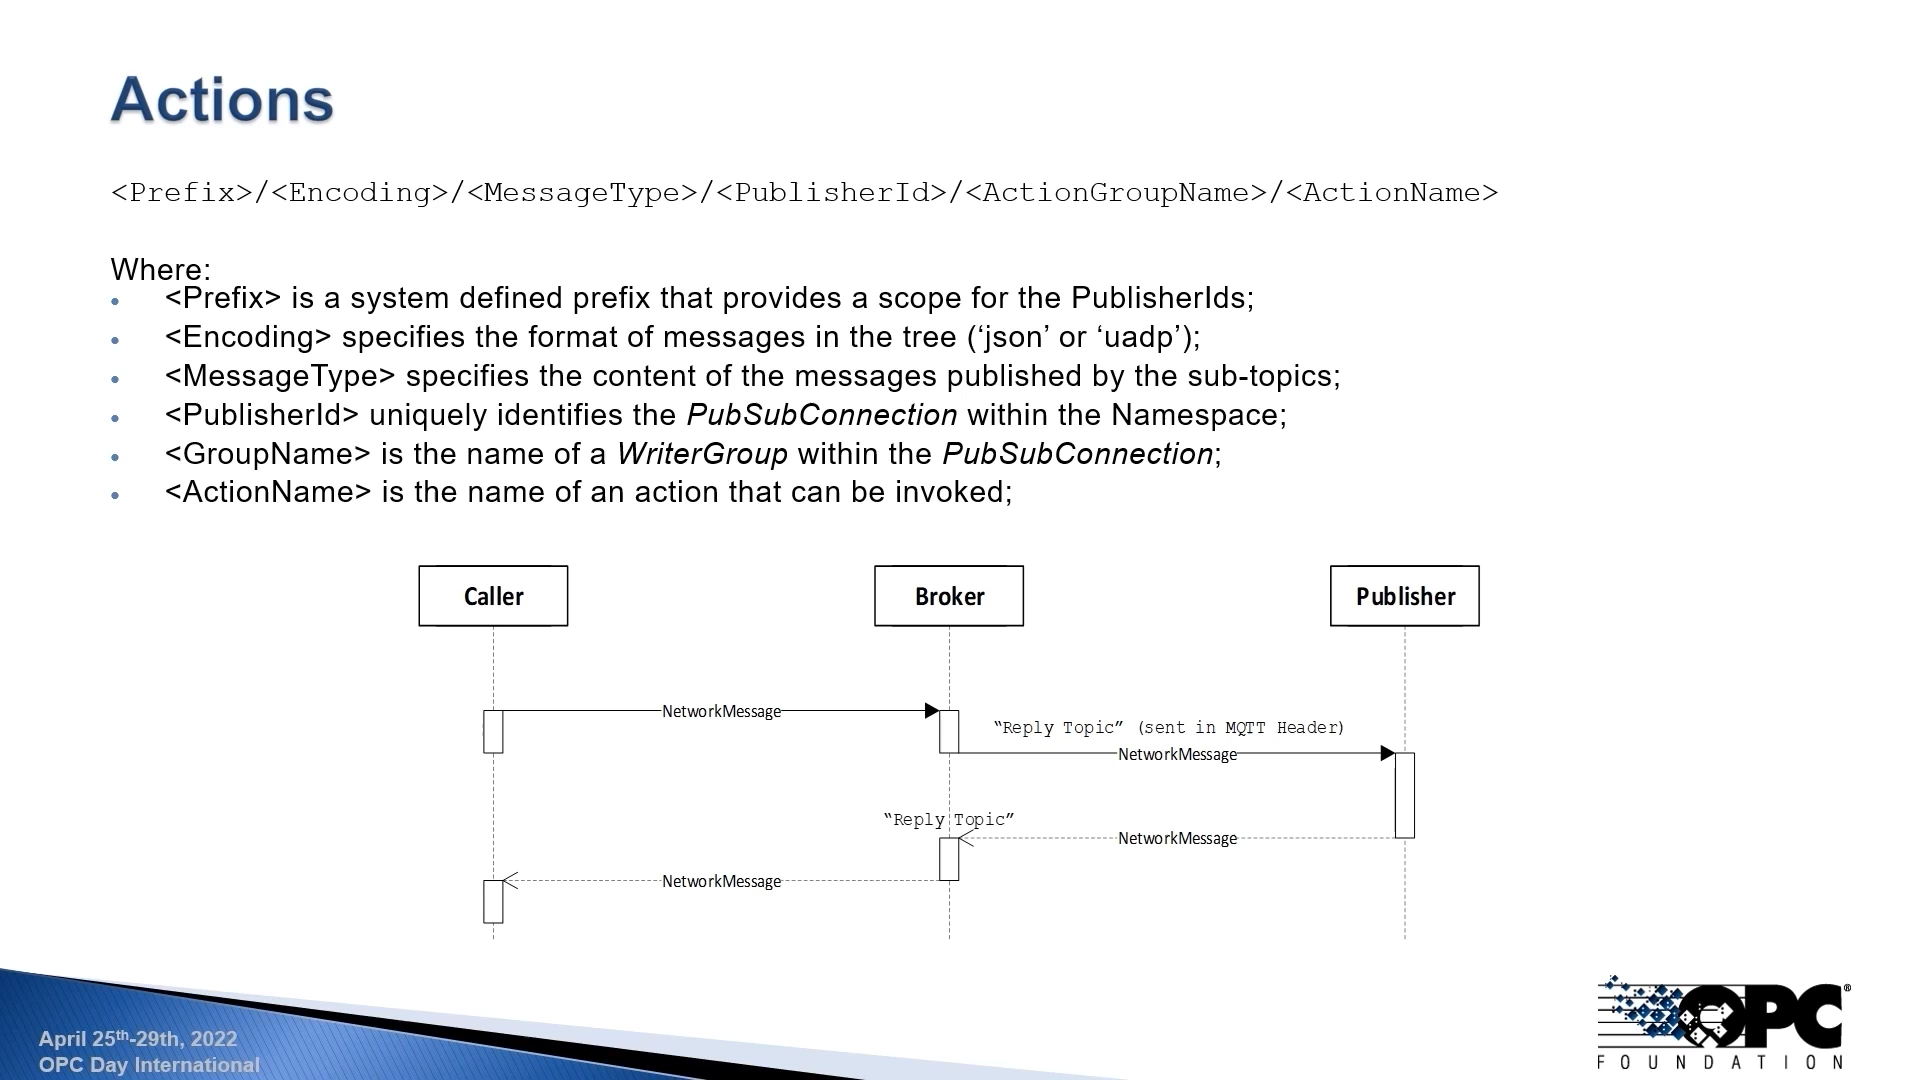 Actions
<Prefix>/<Encoding>/<MessageType>/<PublisherId>/<ActionGroupName>/<ActionName>
Where:
• <Prefix> is a system defined prefix that provides a scope for the PublisherIds;
• <Encoding> specifies the format of messages in the tree (‘json’ or ‘uadp’);
• <MessageType> specifies the content of the messages published by the sub-topics;
• <PublisherId> uniquely identifies the PubSubConnection within the Namespace;
• <GroupName> is the name of a WriterGroup within the PubSubConnection;
• <ActionName> is the name of an action that can be invoked;
Caller
Broker
Publisher
NetworkMessage
“Reply Topic” (sent in MQTT Header)
NetworkMessage
“Reply Topic”
NetworkMessage
NetworkMessage
April 25th-29th, 2022
OPC Day International
OPC®
FOUNDATION